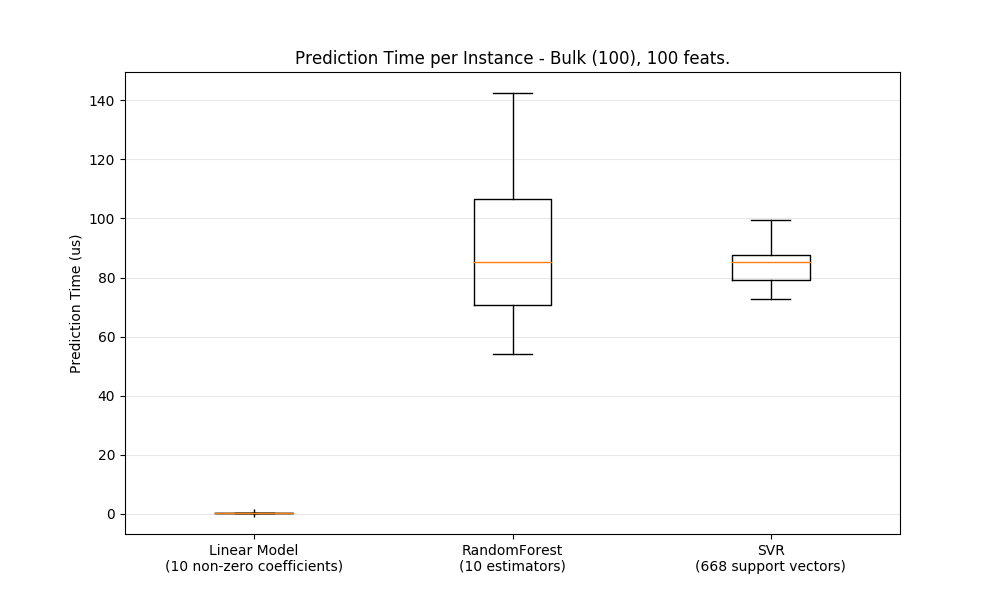 Prediction Time per Instance - Bulk (100), 100 feats.
Prediction Time (us)
140
120
100
80
60
40
20
0
Linear Model
(10 non-zero coefficients)
RandomForest
(10 estimators)
SVR
(668 support vectors)